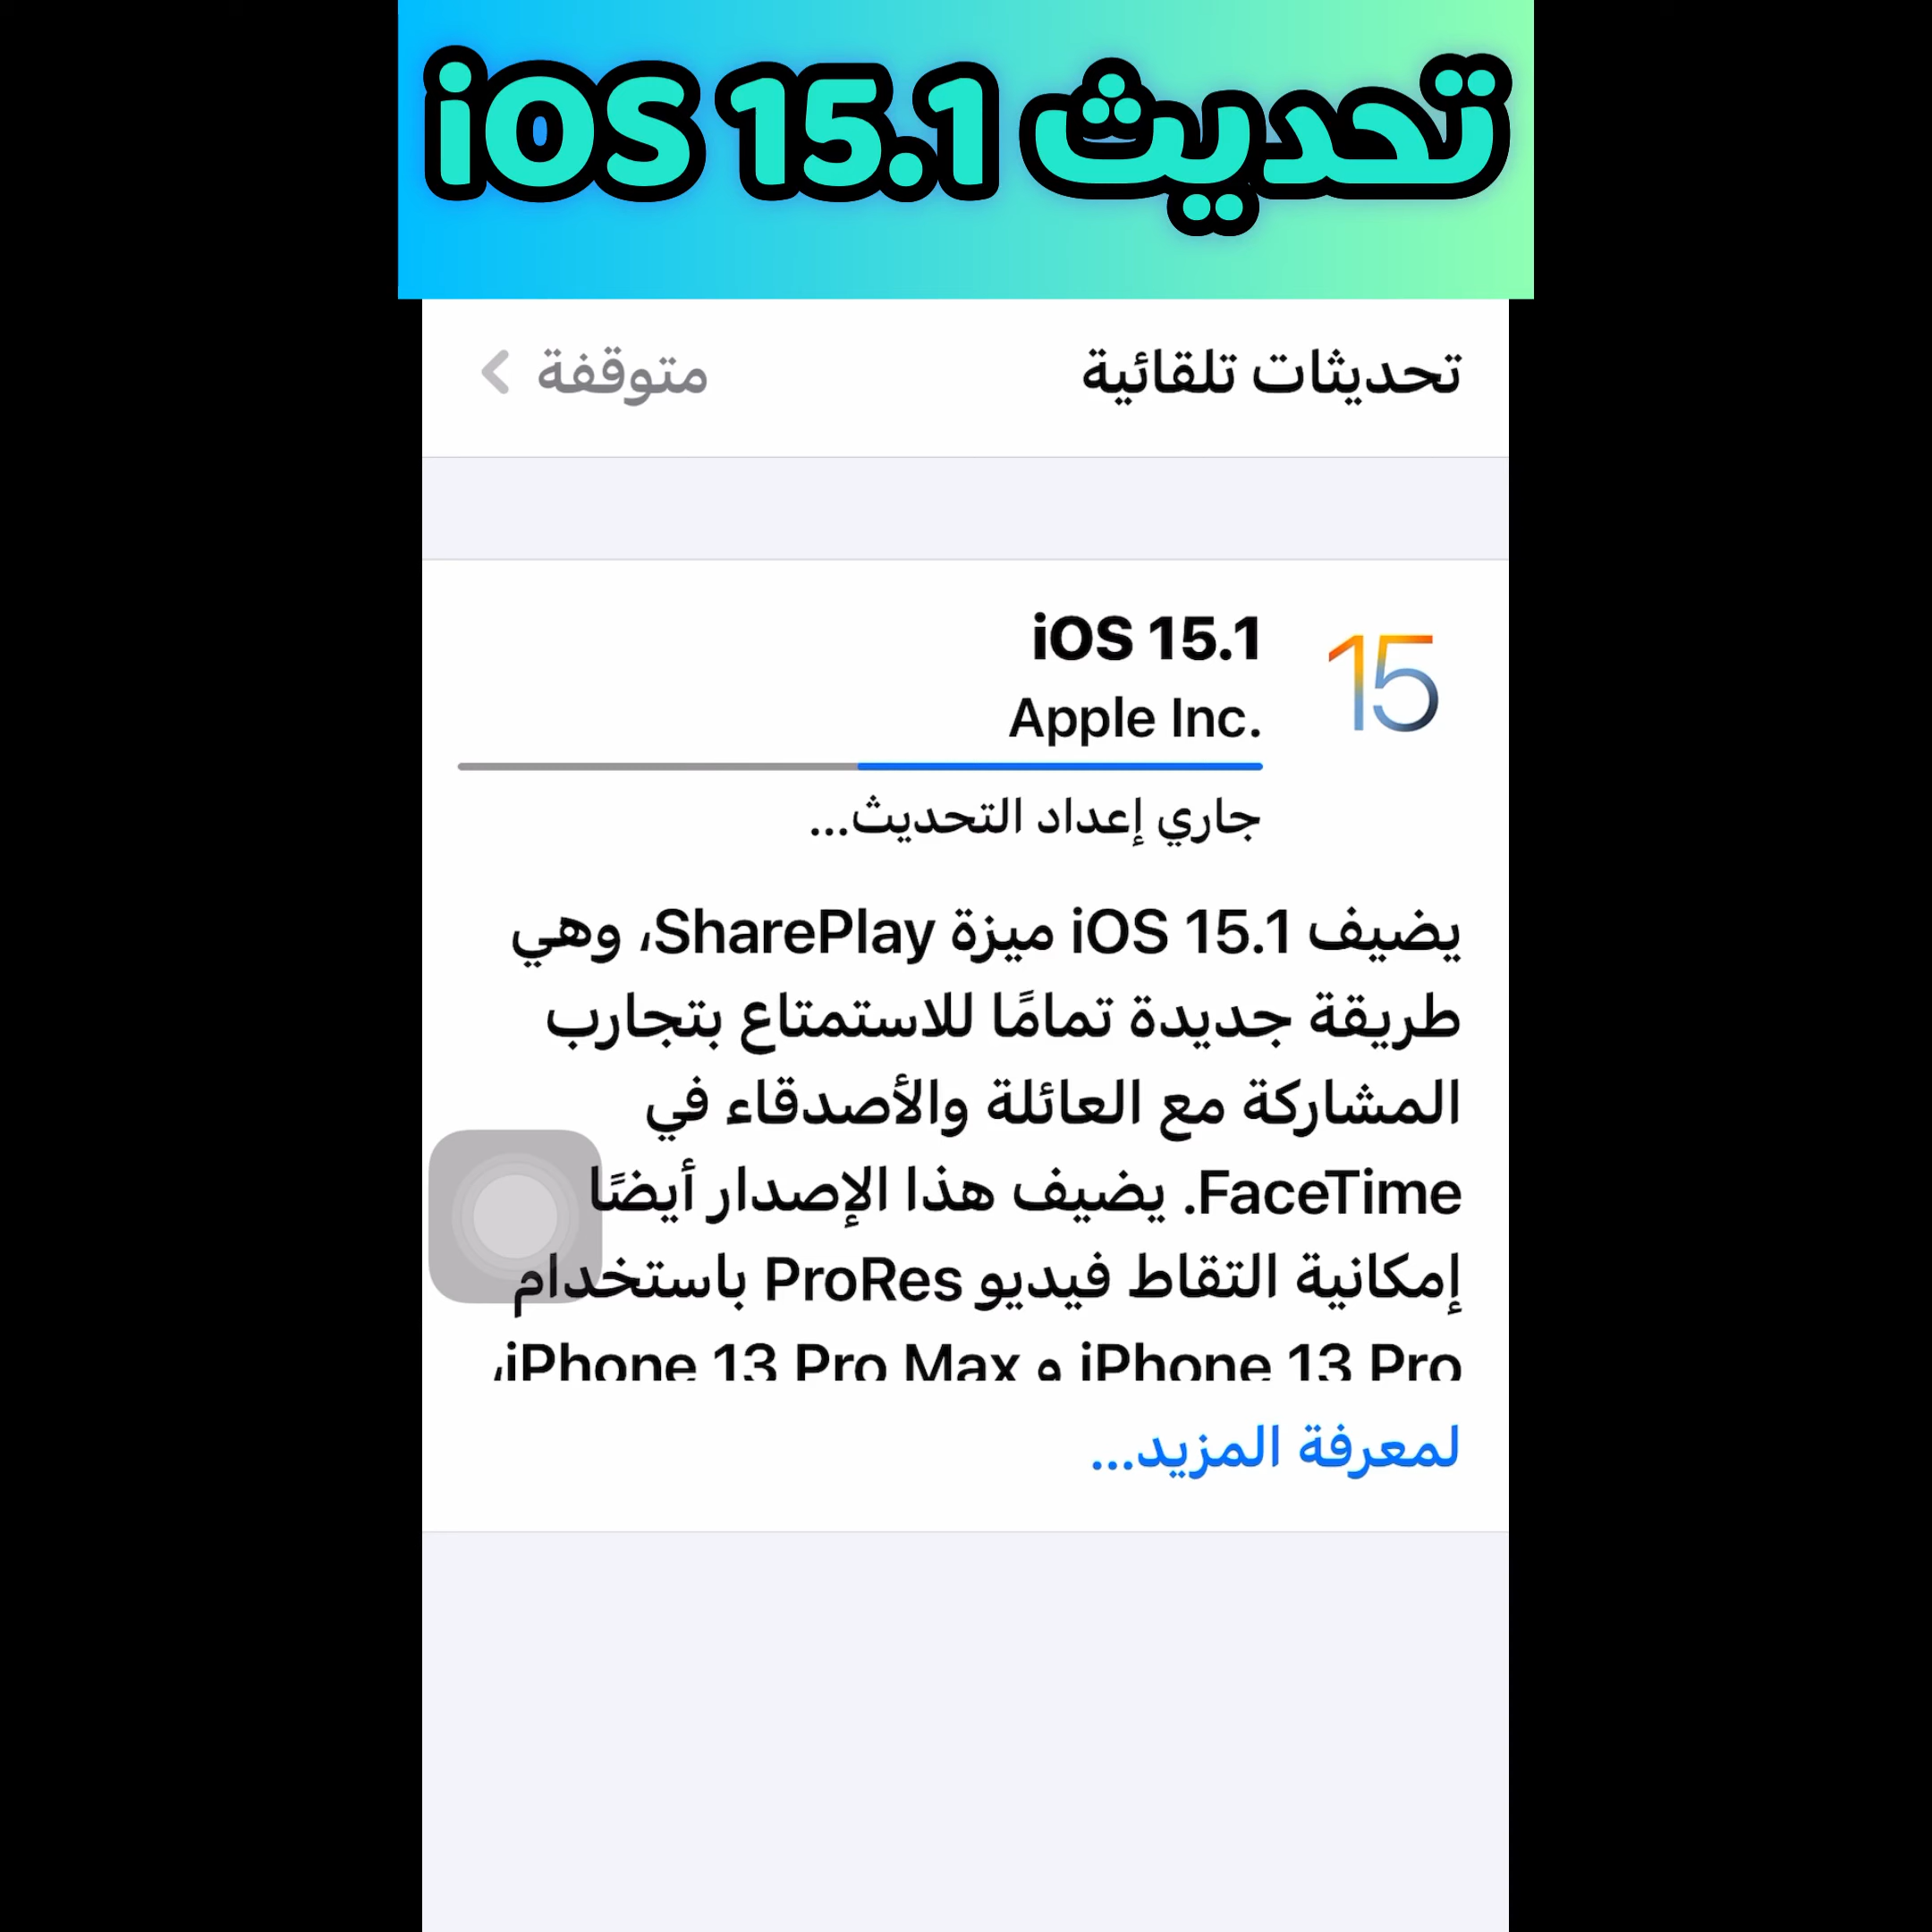 تحديث iOS 15.1
تحديثات تلقائية متوقفة
15
iOS 15.1
Apple Inc.
جاري إعداد التحديث...
يضيف iOS 15.1 ميزة SharePlay، وهي
طريقة جديدة تمامًا للاستمتاع بتجارب
المشاركة مع العائلة والأصدقاء في
FaceTime. يضيف هذا الإصدار أيضًا
إمكانية التقاط فيديو ProRes باستخدام
iPhone 13 Pro و iPhone 13 Pro Max،
لمعرفة المزيد...